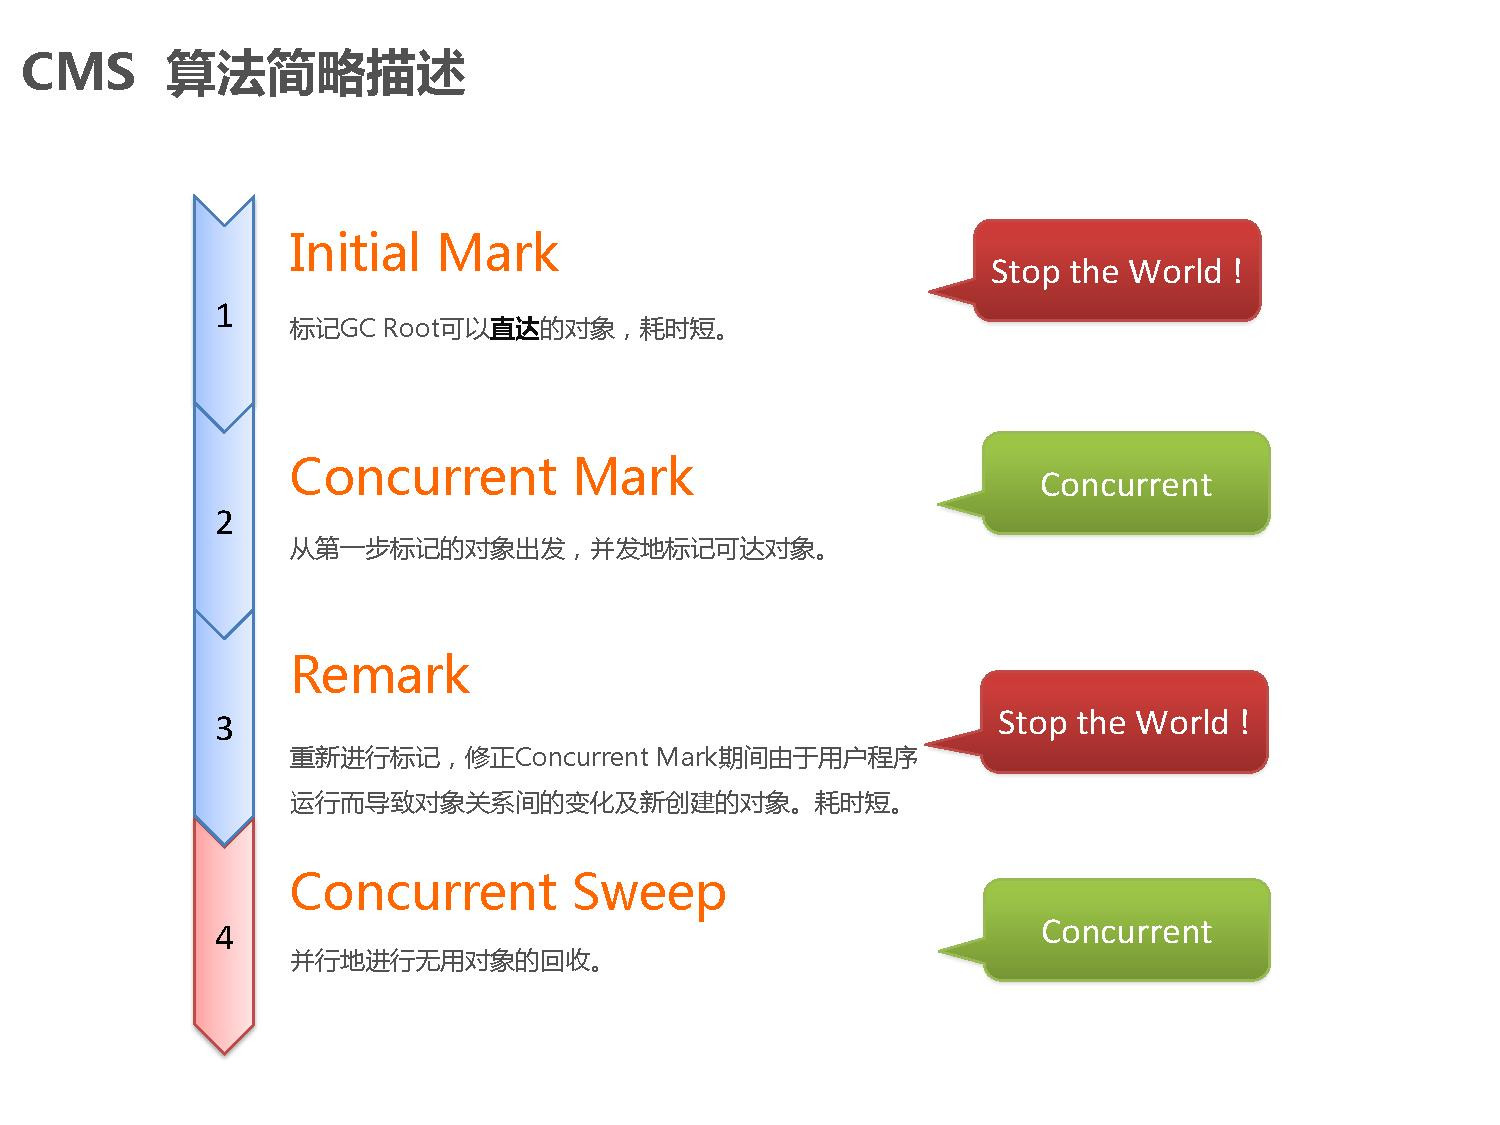 CMS 算法简略描述
1
Initial Mark
标记GC Root可以直达的对象，耗时短。
Stop the World !
2
Concurrent Mark
从第一步标记的对象出发，并发地标记可达对象。
Concurrent
3
Remark
重新进行标记，修正Concurrent Mark期间由于用户程序
运行而导致对象关系间的变化及新创建的对象。耗时短。
Stop the World !
4
Concurrent Sweep
并行地进行无用对象的回收。
Concurrent